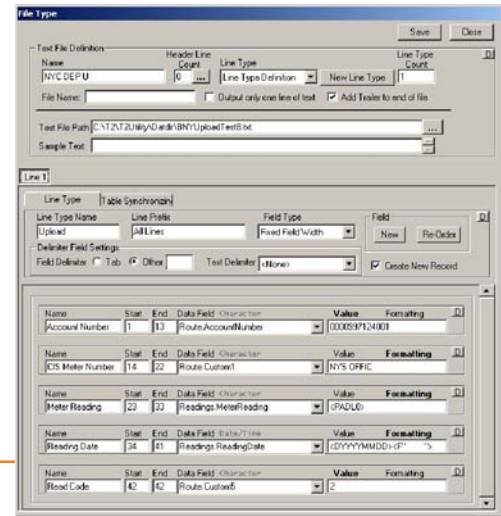 File Type
Save Close
Text File Definition
Name Header Line Count Line Type Line Type Count
NYC DEP U 0 ... Line Type Definition New Line Type 1
File Name: Output only one line of text Add Trailer to end of file
Test File Path C:\T2\T2Utility\Datdir\BNYUploadTest8.txt ...
Sample Text
Line 1
Line Type Table Synchronizin
Line Type Name Line Prefix Field Type Field
Upload All Lines Fixed Field Width New Re-Order
Delimiter Field Settings
Field Delimiter Tab Other Text Delimiter <None> Create New Record
Name Start End Data Field Character Value Formatting
Account Number 1 13 Route.AccountNumber 0000997124001
Name Start End Data Field Character Value Formatting
CIS Meter Number 14 22 Route.Custom1 NYS OFFIC
Name Start End Data Field Character Value Formatting
Meter Reading 23 33 Readings.MeterReading <PADL0>
Name Start End Data Field Date/Time Value Formatting
Reading Date 34 41 Readings.ReadingDate
Name Start End Data Field Character Value Formatting
Read Code 42 42 Route.Custom5 2